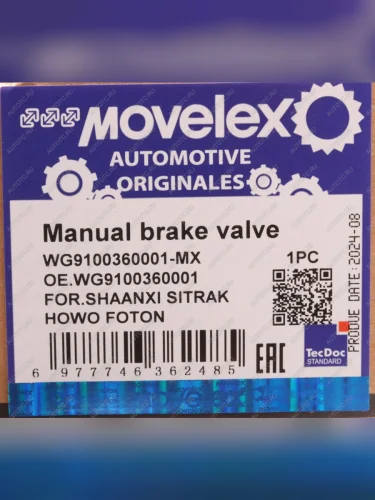 MOVELEX
AUTOMOTIVE
ORIGINALES
Manual brake valve
WG9100360001-MX
1PC
OE.WG9100360001
FOR.SHAANXI SITRAK
HOWO FOTON
6 977746 362485
EAC
TecDoc
STANDARD
PRODUE DATE:2024-08